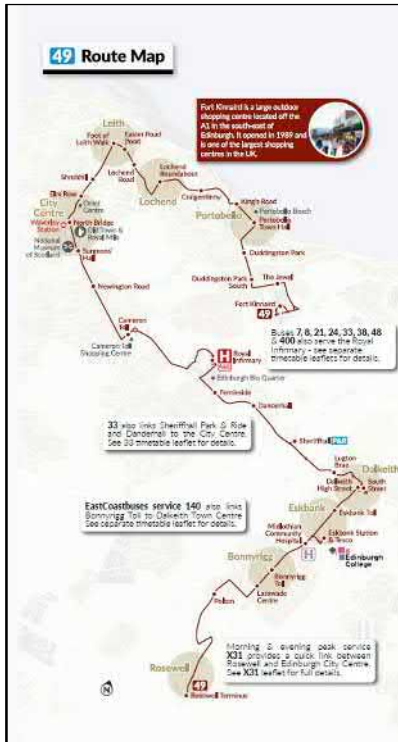 49 Route Map
Fort Kinnaird is a large outdoor
shopping centre located off the
A1 in the south-east of
Edinburgh. It opened in 1989 and
is one of the largest shopping
centres in the UK.
Leith
Foot of
Leith Walk
Easter Road
Lochend
Road
Lochend
Roundabout
Lochend
Craigentinny
King's Road
Portobello
Portobello Beach
Portobello
Town Hall
Duddingston Park
Duddingston Park
South
The Jewel
Fort Kinnaird
49
Shrubhill
Elm Row
City
Centre
Omni
Centre
Waverley
Station
North Bridge
Old Town &
Royal Mile
National
Museum
of Scotland
Surgeons'
Hall
Newington Road
Cameron
Toll
Cameron Toll
Shopping Centre
H
Royal
Infirmary
A&E
Edinburgh Bio Quarter
Ferniehill
Danderhall
Buses 7, 8, 21, 24, 33, 38, 48
& 400 also serve the Royal
Infirmary - see separate
timetable leaflets for details.
33 also links Sheriffhall Park & Ride
and Danderhall to the City Centre.
See 33 timetable leaflet for details.
Sheriffhall P&R
Lugton
Brae
Dalkeith
Dalkeith
High Street
South
Street
Eskbank Toll
Eskbank
EastCoastbuses service 140 also links
Bonnyrigg Toll to Dalkeith Town Centre
See separate timetable leaflet for details.
Midlothian
Community
Hospital
H
Eskbank Station
& Tesco
Edinburgh
College
Bonnyrigg
Bonnyrigg
Toll
Lasswade
Centre
Polton
Rosewell
49
Rosewell Terminus
N
Morning & evening peak service
X31 provides a quick link between
Rosewell and Edinburgh City Centre.
See X31 leaflet for full details.